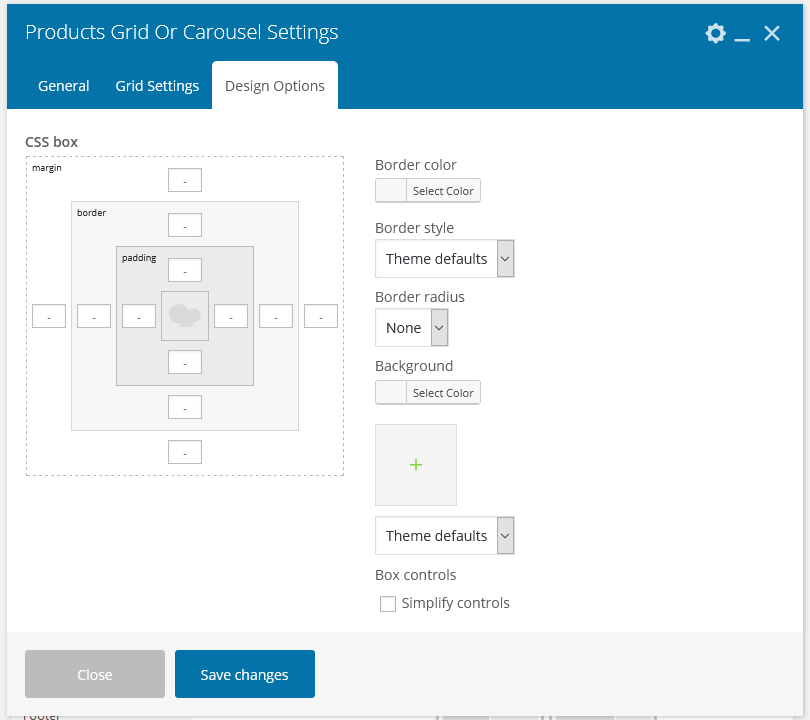 Products Grid Or Carousel Settings
General Grid Settings Design Options
CSS box
margin
-
border
-
padding
-
- - - - - -
-
-
-
Border color
Select Color
Border style
Theme defaults
Border radius
None
Background
Select Color
+
Theme defaults
Box controls
Simplify controls
Close Save changes
Footer